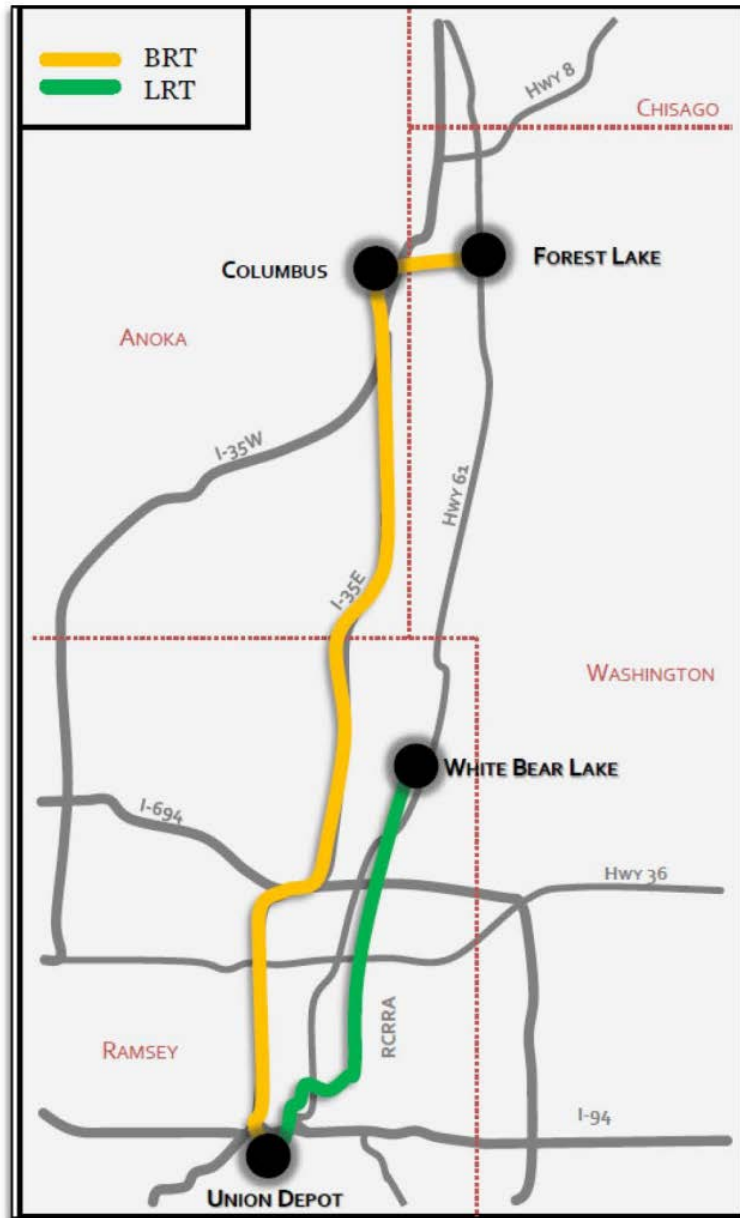 BRT
LRT
HWY 8
CHISAGO
COLUMBUS
FOREST LAKE
ANOKA
I-35W
HWY 61
I-35E
WASHINGTON
WHITE BEAR LAKE
I-694
HWY 36
RCRRA
RAMSEY
I-94
UNION DEPOT